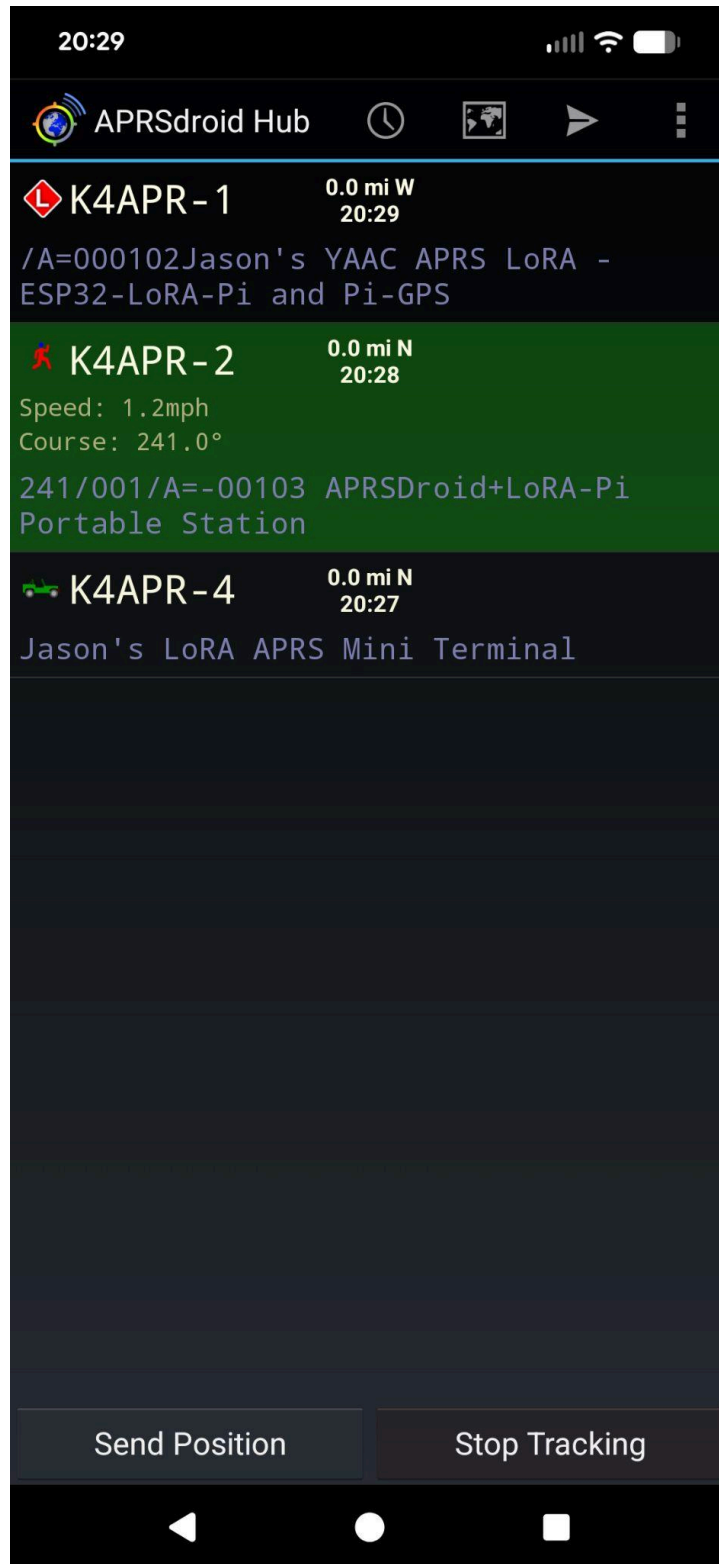 20:29
APRSdroid Hub
L K4APR-1 0.0 mi W
20:29
/A=000102Jason's YAAC APRS LoRA -
ESP32-LoRA-Pi and Pi-GPS
K4APR-2 0.0 mi N
20:28
Speed: 1.2mph
Course: 241.0°
241/001/A=-00103 APRSDroid+LoRA-Pi
Portable Station
K4APR-4 0.0 mi N
20:27
Jason's LoRA APRS Mini Terminal
Send Position Stop Tracking